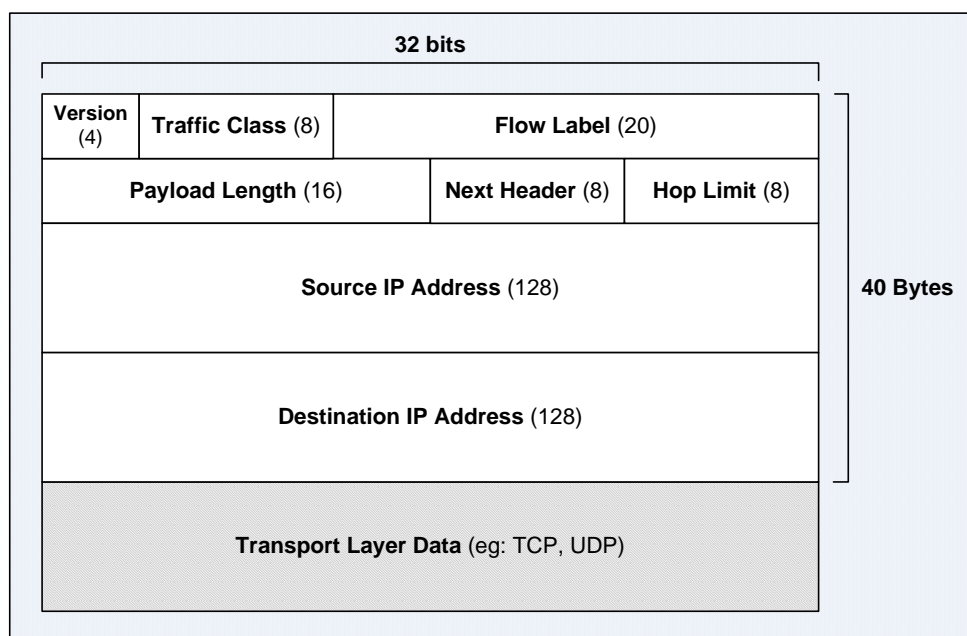 32 bits
Version
(4)
Traffic Class (8)
Flow Label (20)
Payload Length (16)
Next Header (8)
Hop Limit (8)
Source IP Address (128)
40 Bytes
Destination IP Address (128)
Transport Layer Data (eg: TCP, UDP)